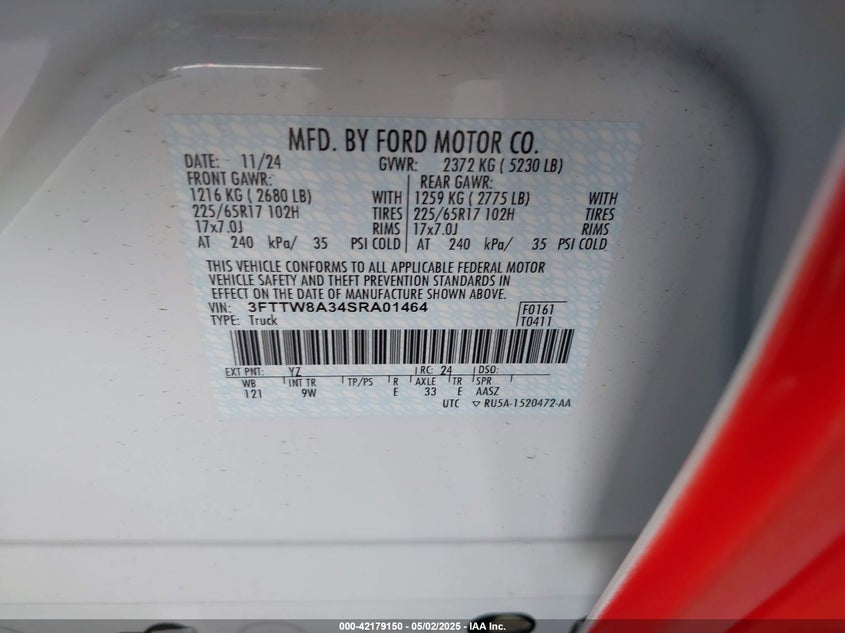 MFD. BY FORD MOTOR CO.
DATE: 11/24 GVWR: 2372 KG ( 5230 LB)
FRONT GAWR: REAR GAWR:
1216 KG ( 2680 LB) WITH 1259 KG ( 2775 LB) WITH
225/65R17 102H TIRES 225/65R17 102H TIRES
17x7.0J RIMS 17x7.0J RIMS
AT 240 kPa/ 35 PSI COLD AT 240 kPa/ 35 PSI COLD
THIS VEHICLE CONFORMS TO ALL APPLICABLE FEDERAL MOTOR
VEHICLE SAFETY AND THEFT PREVENTION STANDARDS IN
EFFECT ON THE DATE OF MANUFACTURE SHOWN ABOVE.
VIN: 3FTTW8A34SRA01464 F0161
TYPE: Truck T0411
EXT PNT: YZ RC: 24 DSO:
WB INT TR TP/PS R AXLE TR SPR
121 9W E 33 E AASZ
UTC ▽ RU5A-1520472-AA
000-42179150 - 05/02/2025 - IAA Inc.